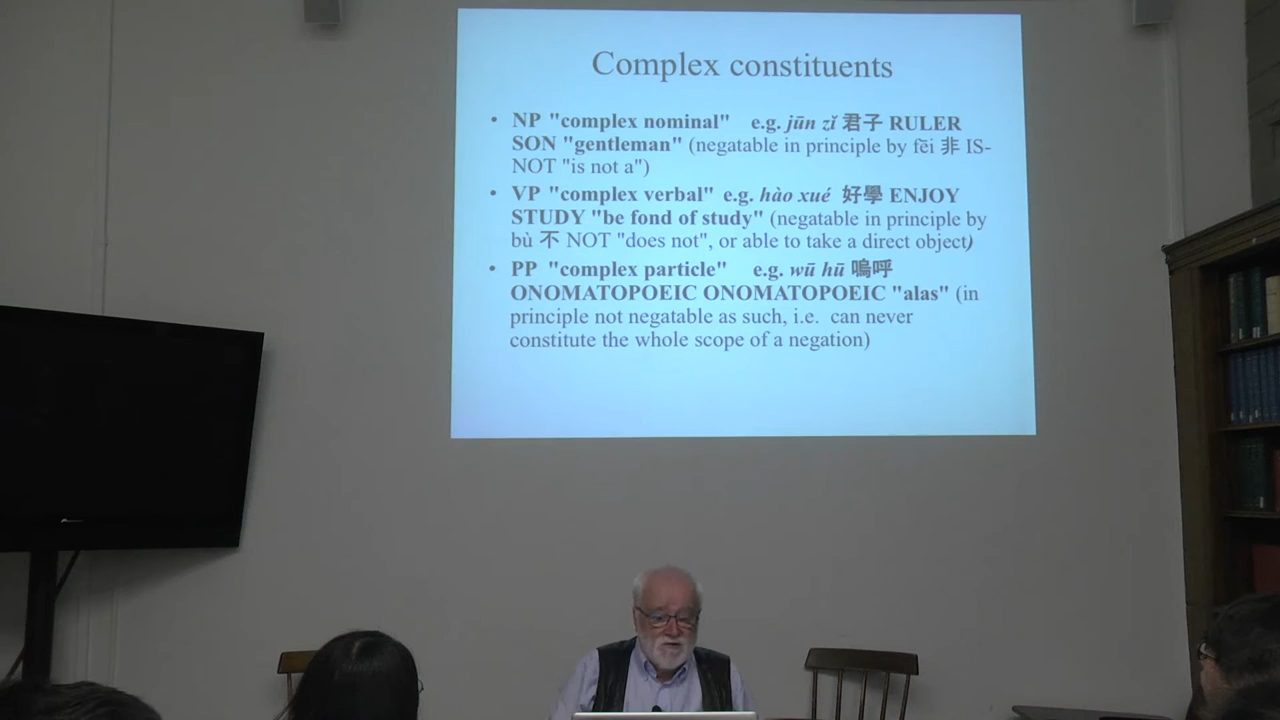 Complex constituents
• NP "complex nominal" e.g. jūn zǐ 君子 RULER
SON "gentleman" (negatable in principle by fēi 非 IS-
NOT "is not a")
• VP "complex verbal" e.g. hào xué 好學 ENJOY
STUDY "be fond of study" (negatable in principle by
bù 不 NOT "does not", or able to take a direct object)
• PP "complex particle" e.g. wū hū 嗚呼
ONOMATOPOEIC ONOMATOPOEIC "alas" (in
principle not negatable as such, i.e. can never
constitute the whole scope of a negation)